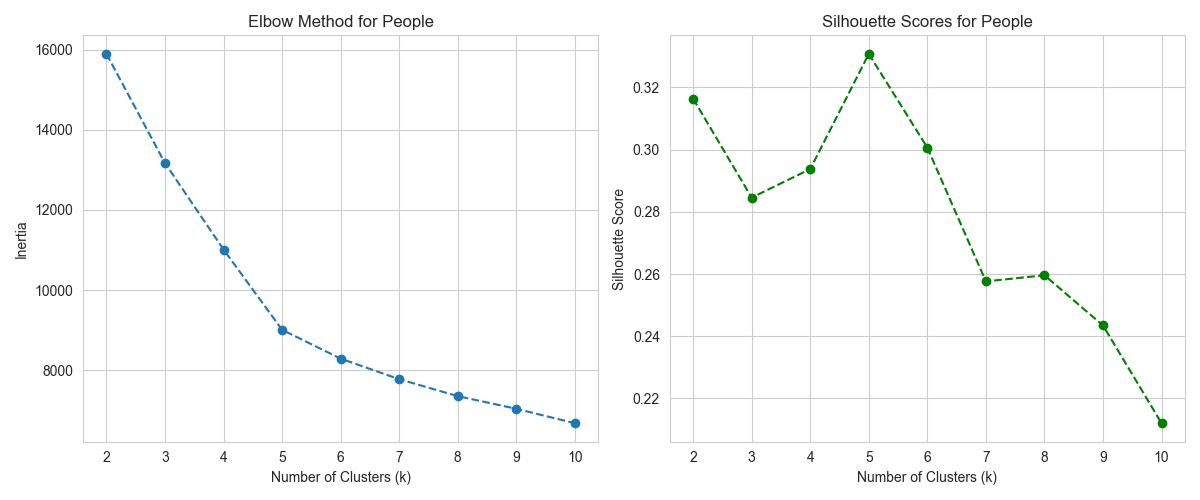 Elbow Method for People
16000
14000
12000
10000
8000
Inertia
2 3 4 5 6 7 8 9 10
Number of Clusters (k)
Silhouette Scores for People
0.32
0.30
0.28
0.26
0.24
0.22
Silhouette Score
2 3 4 5 6 7 8 9 10
Number of Clusters (k)